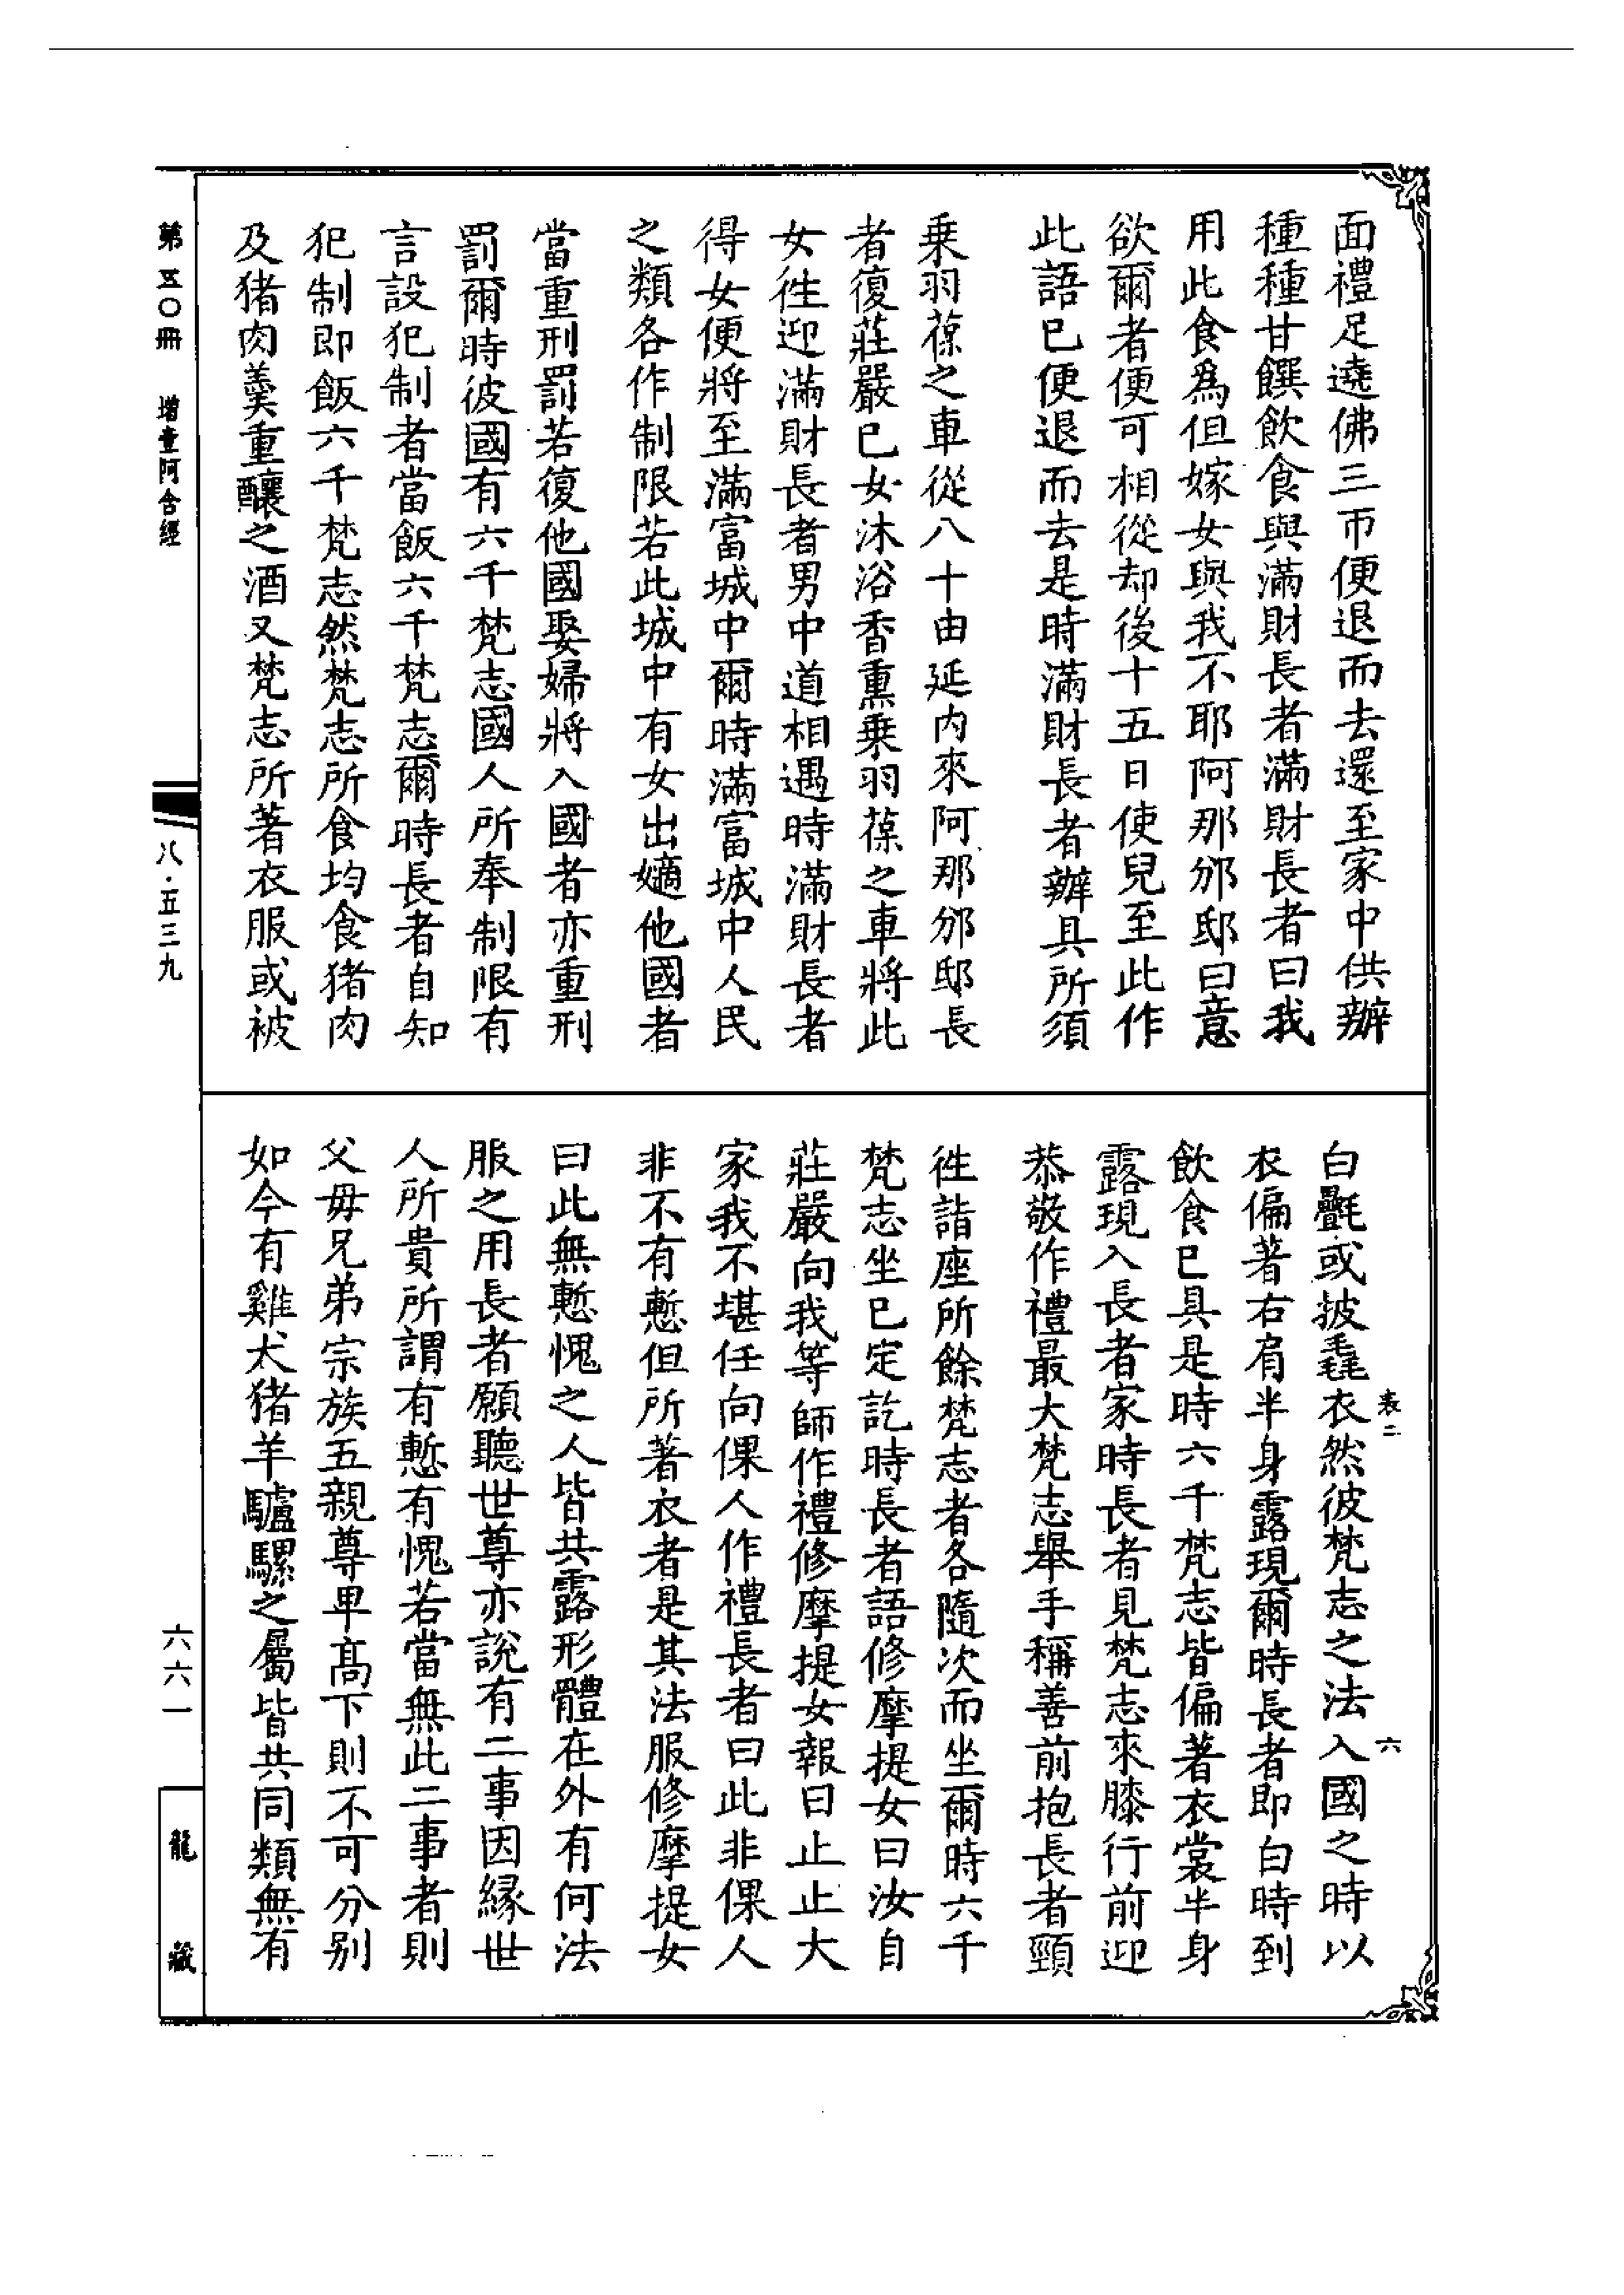 面禮足遶佛三帀便退而去還至家中供辦
種種甘饌飲食與滿財長者滿財長者曰我
用此食爲但嫁女與我不耶阿那邠邸曰意
欲爾者便可相從却後十五日使兒至此作
此語已便退而去是時滿財長者辦具所須
乗羽葆之車從八十由延内來阿那邠邸長
者復莊嚴已女沐浴香熏乗羽葆之車將此
女徃迎滿財長者男中道相遇時滿財長者
得女便將至滿富城中爾時滿富城中人民
之類各作制限若此城中有女出嫡他國者
當重刑罰若復他國娶婦將入國者亦重刑
罰爾時彼國有六千梵志國人所奉制限有
言設犯制者當飯六千梵志爾時長者自知
犯制即飯六千梵志然梵志所食均食猪肉
及猪肉羹重釀之酒又梵志所著衣服或被
白氎或披毳衣然彼梵志之法入國之時以
衣偏著右肩半身露現爾時長者即白時到
飲食已具是時六千梵志皆偏著衣裳半身
露現入長者家時長者見梵志來膝行前迎
恭敬作禮最大梵志舉手稱善前抱長者頸
徃詣座所餘梵志者各隨次而坐爾時六千
梵志坐已定訖時長者語修摩提女曰汝自
莊嚴向我等師作禮修摩提女報曰止止大
家我不堪任向倮人作禮長者曰此非倮人
非不有慙但所著衣者是其法服修摩提女
曰此無慙愧之人皆共露形體在外有何法
服之用長者願聽世尊亦說有二事因緣世
人所貴所謂有慙有愧若當無此二事者則
父母兄弟宗族五親尊卑高下則不可分別
如今有雞犬猪羊驢騾之屬皆共同類無有
表二
六
第五〇冊
增壹阿含經
八·五三九
六六一
龍藏